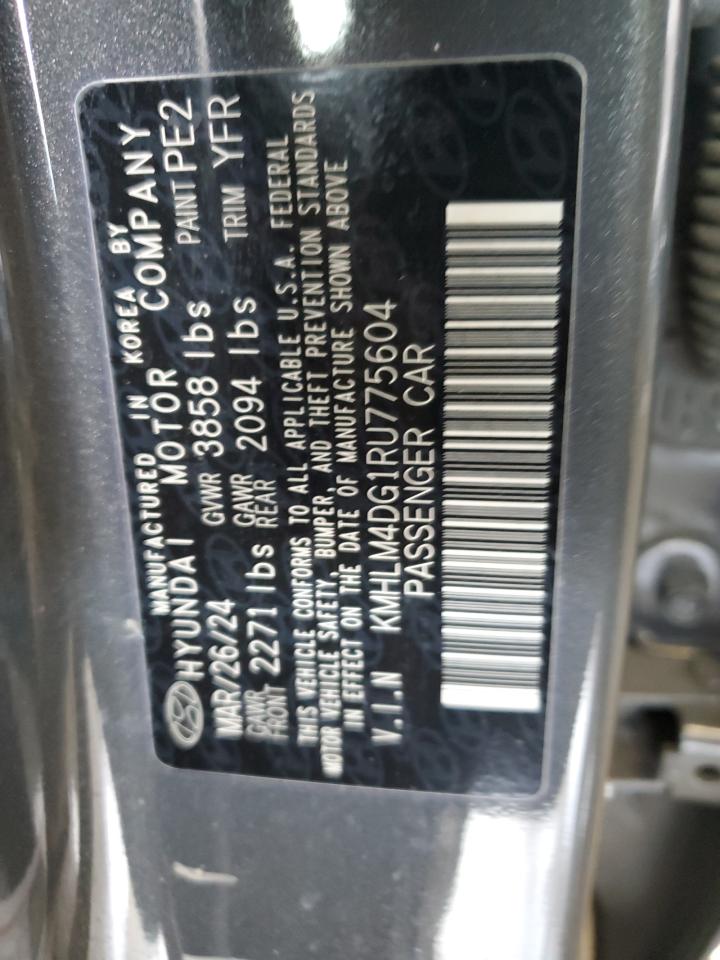 MANUFACTURED IN KOREA BY
HYUNDAI MOTOR COMPANY
MAR/26/24 GVWR 3858 lbs PAINT PE2
GAWR FRONT 2271 lbs GAWR REAR 2094 lbs TRIM YFR
THIS VEHICLE CONFORMS TO ALL APPLICABLE U.S.A. FEDERAL
MOTOR VEHICLE SAFETY, BUMPER, AND THEFT PREVENTION STANDARDS
IN EFFECT ON THE DATE OF MANUFACTURE SHOWN ABOVE
V.I.N KMHLM4DG1RU775604
PASSENGER CAR